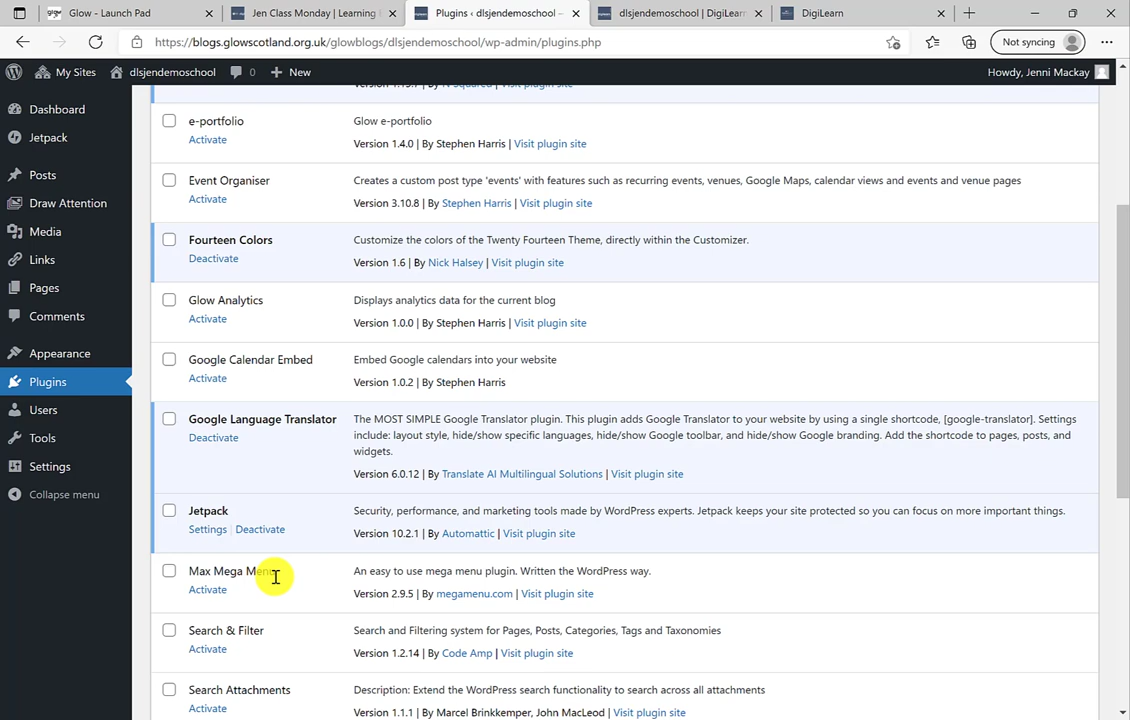 Glow - Launch Pad
Jen Class Monday | Learning
Plugins ‹ dlsjendemoschool –
dlsjendemoschool | DigiLearn
DigiLearn
https://blogs.glowscotland.org.uk/glowblogs/dlsjendemoschool/wp-admin/plugins.php
Not syncing
My Sites
dlsjendemoschool
0
New
Howdy, Jenni Mackay
Dashboard
Jetpack
Posts
Draw Attention
Media
Links
Pages
Comments
Appearance
Plugins
Users
Tools
Settings
Collapse menu
e-portfolio
Glow e-portfolio
Activate
Version 1.4.0 | By Stephen Harris | Visit plugin site
Event Organiser
Creates a custom post type 'events' with features such as recurring events, venues, Google Maps, calendar views and events and venue pages
Activate
Version 3.10.8 | By Stephen Harris | Visit plugin site
Fourteen Colors
Customize the colors of the Twenty Fourteen Theme, directly within the Customizer.
Deactivate
Version 1.6 | By Nick Halsey | Visit plugin site
Glow Analytics
Displays analytics data for the current blog
Activate
Version 1.0.0 | By Stephen Harris | Visit plugin site
Google Calendar Embed
Embed Google calendars into your website
Activate
Version 1.0.2 | By Stephen Harris
Google Language Translator
The MOST SIMPLE Google Translator plugin. This plugin adds Google Translator to your website by using a single shortcode, [google-translator]. Settings
Deactivate
include: layout style, hide/show specific languages, hide/show Google toolbar, and hide/show Google branding. Add the shortcode to pages, posts, and
widgets.
Version 6.0.12 | By Translate AI Multilingual Solutions | Visit plugin site
Jetpack
Security, performance, and marketing tools made by WordPress experts. Jetpack keeps your site protected so you can focus on more important things.
Settings | Deactivate
Version 10.2.1 | By Automattic | Visit plugin site
Max Mega Menu
An easy to use mega menu plugin. Written the WordPress way.
Activate
Version 2.9.5 | By megamenu.com | Visit plugin site
Search & Filter
Search and Filtering system for Pages, Posts, Categories, Tags and Taxonomies
Activate
Version 1.2.14 | By Code Amp | Visit plugin site
Search Attachments
Description: Extend the WordPress search functionality to search across all attachments
Activate
Version 1.1.1 | By Marcel Brinkkemper, John MacLeod | Visit plugin site